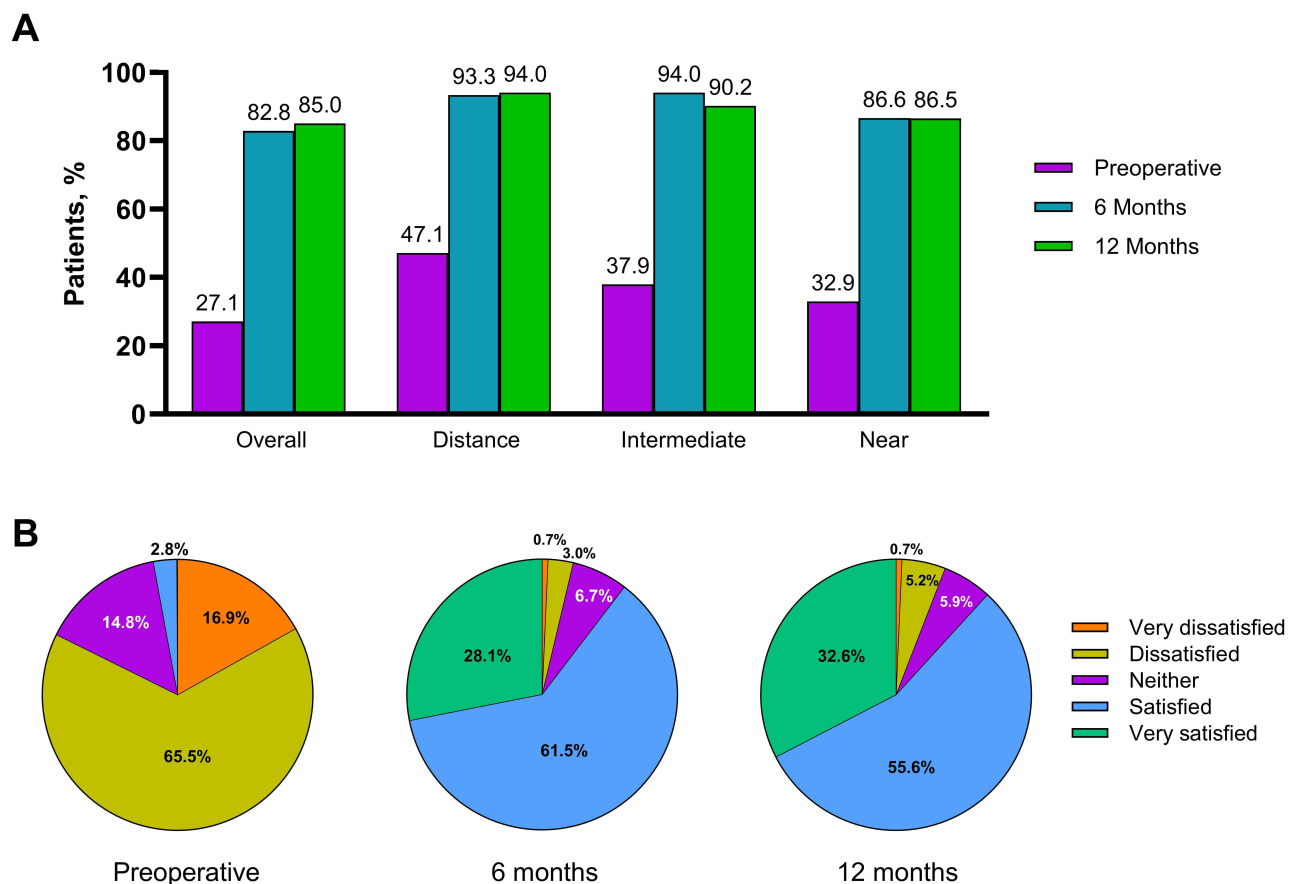 A
Patients, %
100
80
60
40
20
0
27.1
82.8
85.0
47.1
93.3
94.0
37.9
94.0
90.2
32.9
86.6
86.5
Overall
Distance
Intermediate
Near
Preoperative
6 Months
12 Months
B
2.8%
16.9%
14.8%
65.5%
Preoperative
0.7%
3.0%
6.7%
28.1%
61.5%
6 months
0.7%
5.2%
5.9%
32.6%
55.6%
12 months
Very dissatisfied
Dissatisfied
Neither
Satisfied
Very satisfied